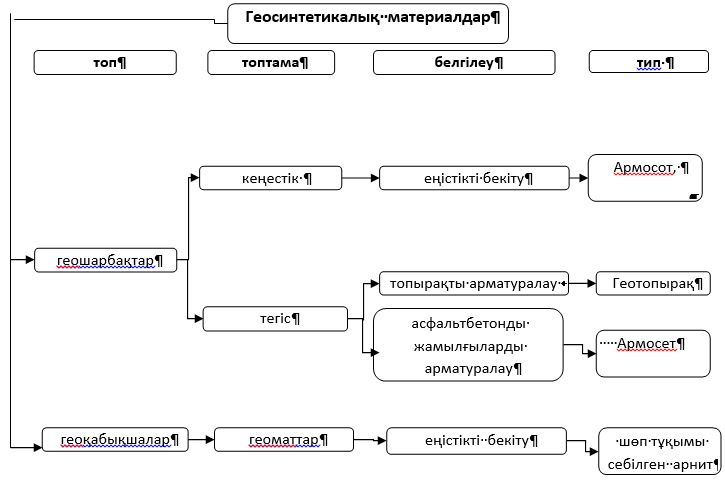 Геосинтетикалық материалдар
топ топтама белгілеу тип
кеңестік еңістікті бекіту Армосот,
геошарбақтар
тегіс топырақты арматуралау Геотопырақ
асфальтбетонды
жамылғыларды
арматуралау
Армосет
геоқабықшалар геоматтар еңістікті бекіту
шөп тұқымы
себілген арнит